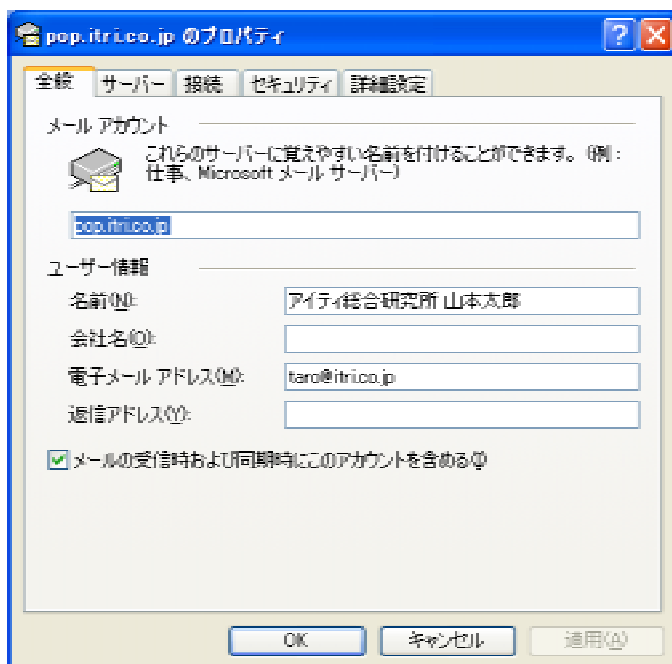 pop.itri.co.jp のプロパティ
全般 サーバー 接続 セキュリティ 詳細設定
メール アカウント
これらのサーバーに覚えやすい名前を付けることができます。 (例:
仕事、Microsoft メール サーバー)
pop.itri.co.jp
ユーザー情報
名前(N):
アイティ総合研究所 山本太郎
会社名(O):
電子メール アドレス(M):
taro@itri.co.jp
返信アドレス(Y):
メールの受信時および同期時にこのアカウントを含める(I)
OK キャンセル 適用(A)